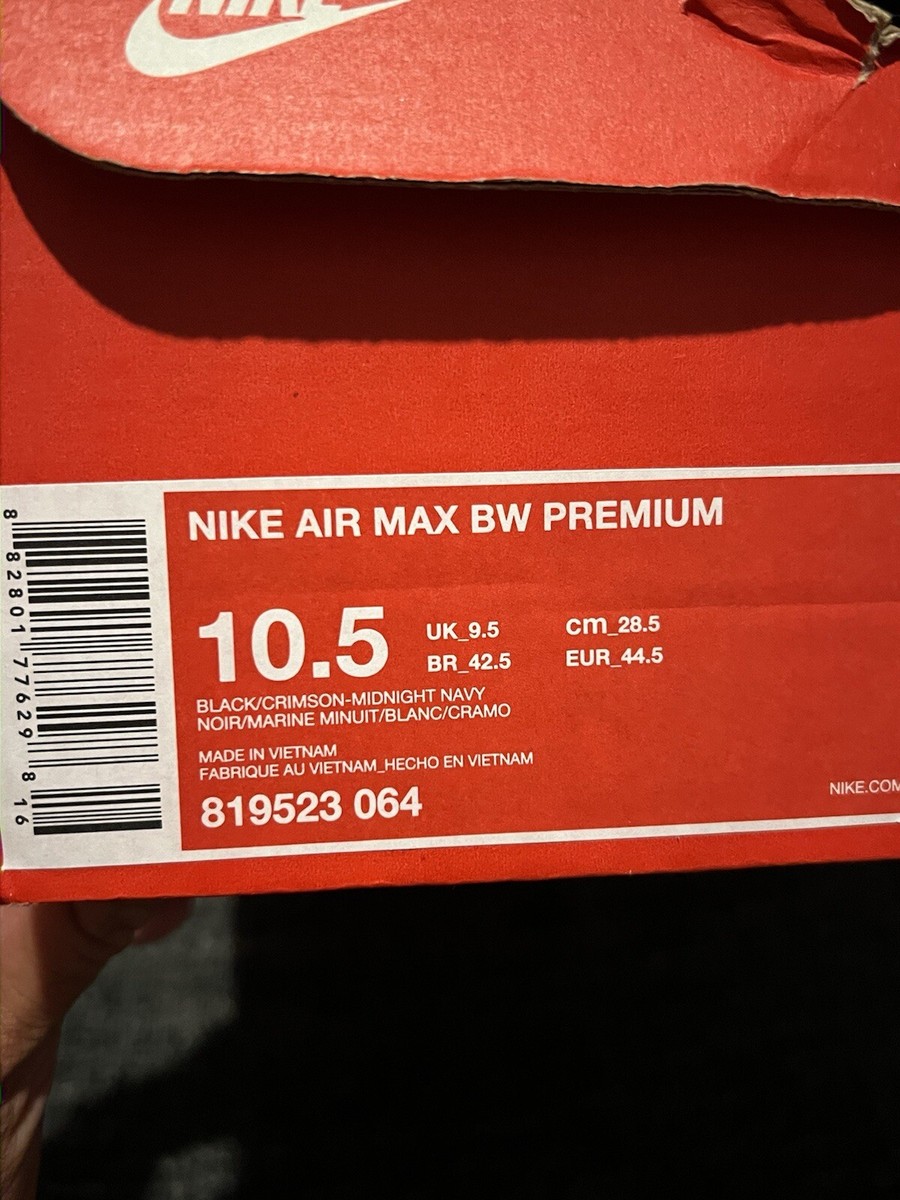 NIKE
NIKE AIR MAX BW PREMIUM
10.5
UK_9.5
cm_28.5
BR_42.5
EUR_44.5
BLACK/CRIMSON-MIDNIGHT NAVY
NOIR/MARINE MINUIT/BLANC/CRAMO
MADE IN VIETNAM
FABRIQUE AU VIETNAM_HECHO EN VIETNAM
819523 064
NIKE.COM
8 82801 77629 8 16